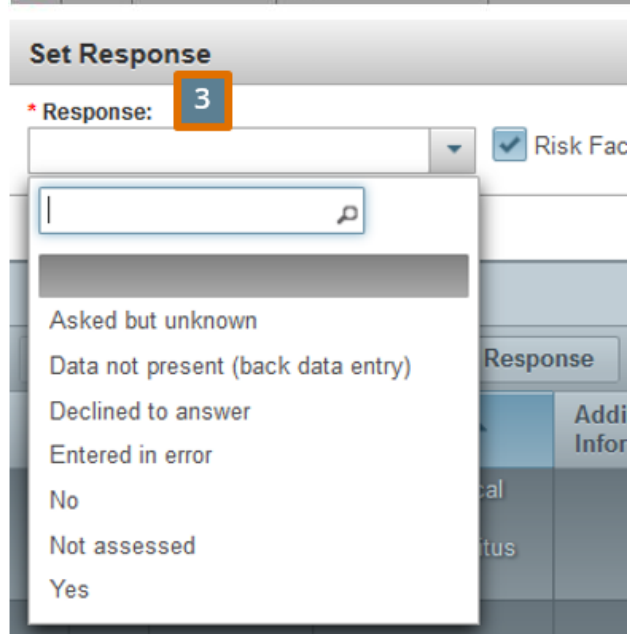 Set Response
3
* Response:
Risk Fac
Asked but unknown
Data not present (back data entry)
Declined to answer
Entered in error
No
Not assessed
Yes
Response
Addi
Infor
cal
itus